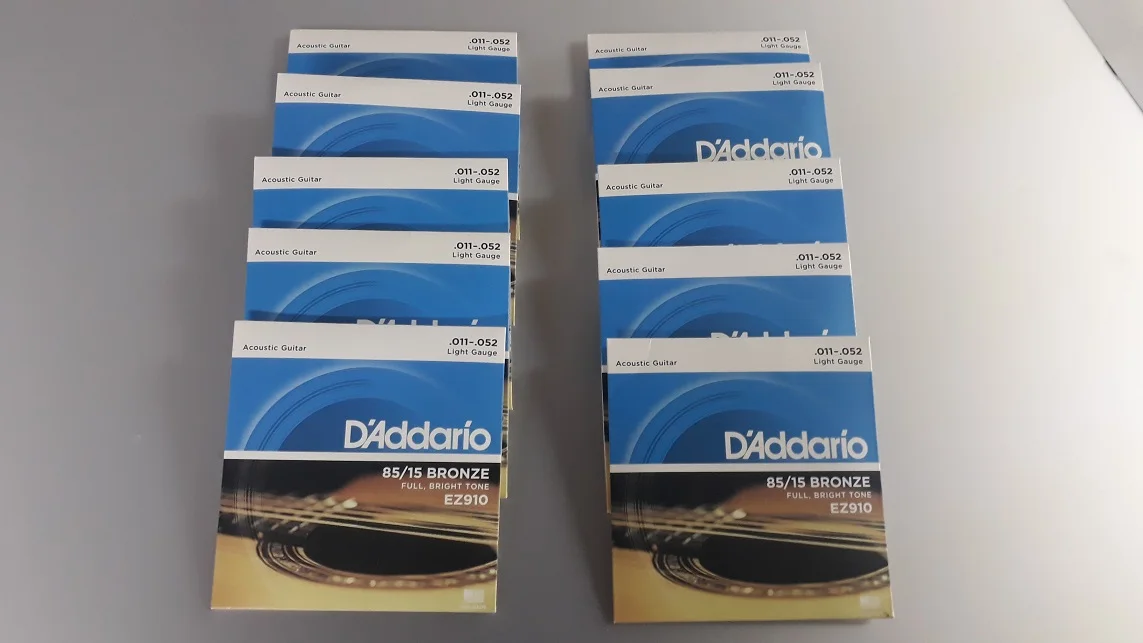 Acoustic Guitar
.011-.052
Light Gauge
Acoustic Guitar
.011-.052
Light Gauge
Acoustic Guitar
.011-.052
Light Gauge
Acoustic Guitar
.011-.052
Light Gauge
Acoustic Guitar
.011-.052
Light Gauge
D'Addario
85/15 BRONZE
FULL, BRIGHT TONE
EZ910
Acoustic Guitar
.011-.052
Light Gauge
Acoustic Guitar
.011-.052
Light Gauge
D'Addario
Acoustic Guitar
.011-.052
Light Gauge
Acoustic Guitar
.011-.052
Light Gauge
Acoustic Guitar
.011-.052
Light Gauge
D'Addario
85/15 BRONZE
FULL, BRIGHT TONE
EZ910